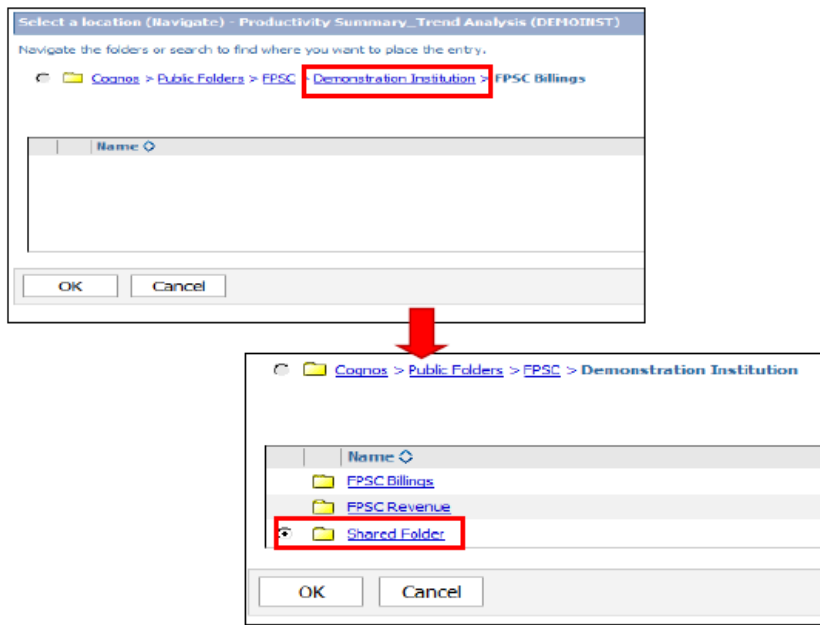 Select a location (Navigate) - Productivity Summary_Trend Analysis (DEMOINST)
Navigate the folders or search to find where you want to place the entry.
Cognos > Public Folders > FPSC > Demonstration Institution > FPSC Billings
Name
OK Cancel
Cognos > Public Folders > FPSC > Demonstration Institution
Name
FPSC Billings
FPSC Revenue
Shared Folder
OK Cancel